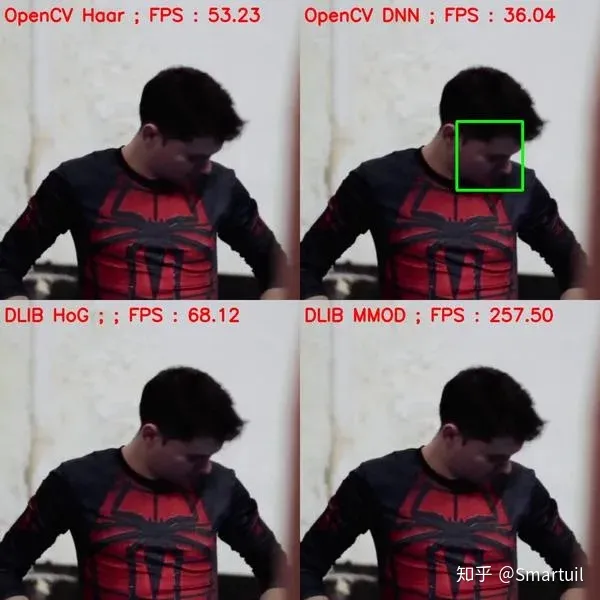 OpenCV Haar ; FPS : 53.23
OpenCV DNN ; FPS : 36.04
DLIB HoG ; ; FPS : 68.12
DLIB MMOD ; FPS : 257.50
知乎 @Smartuil